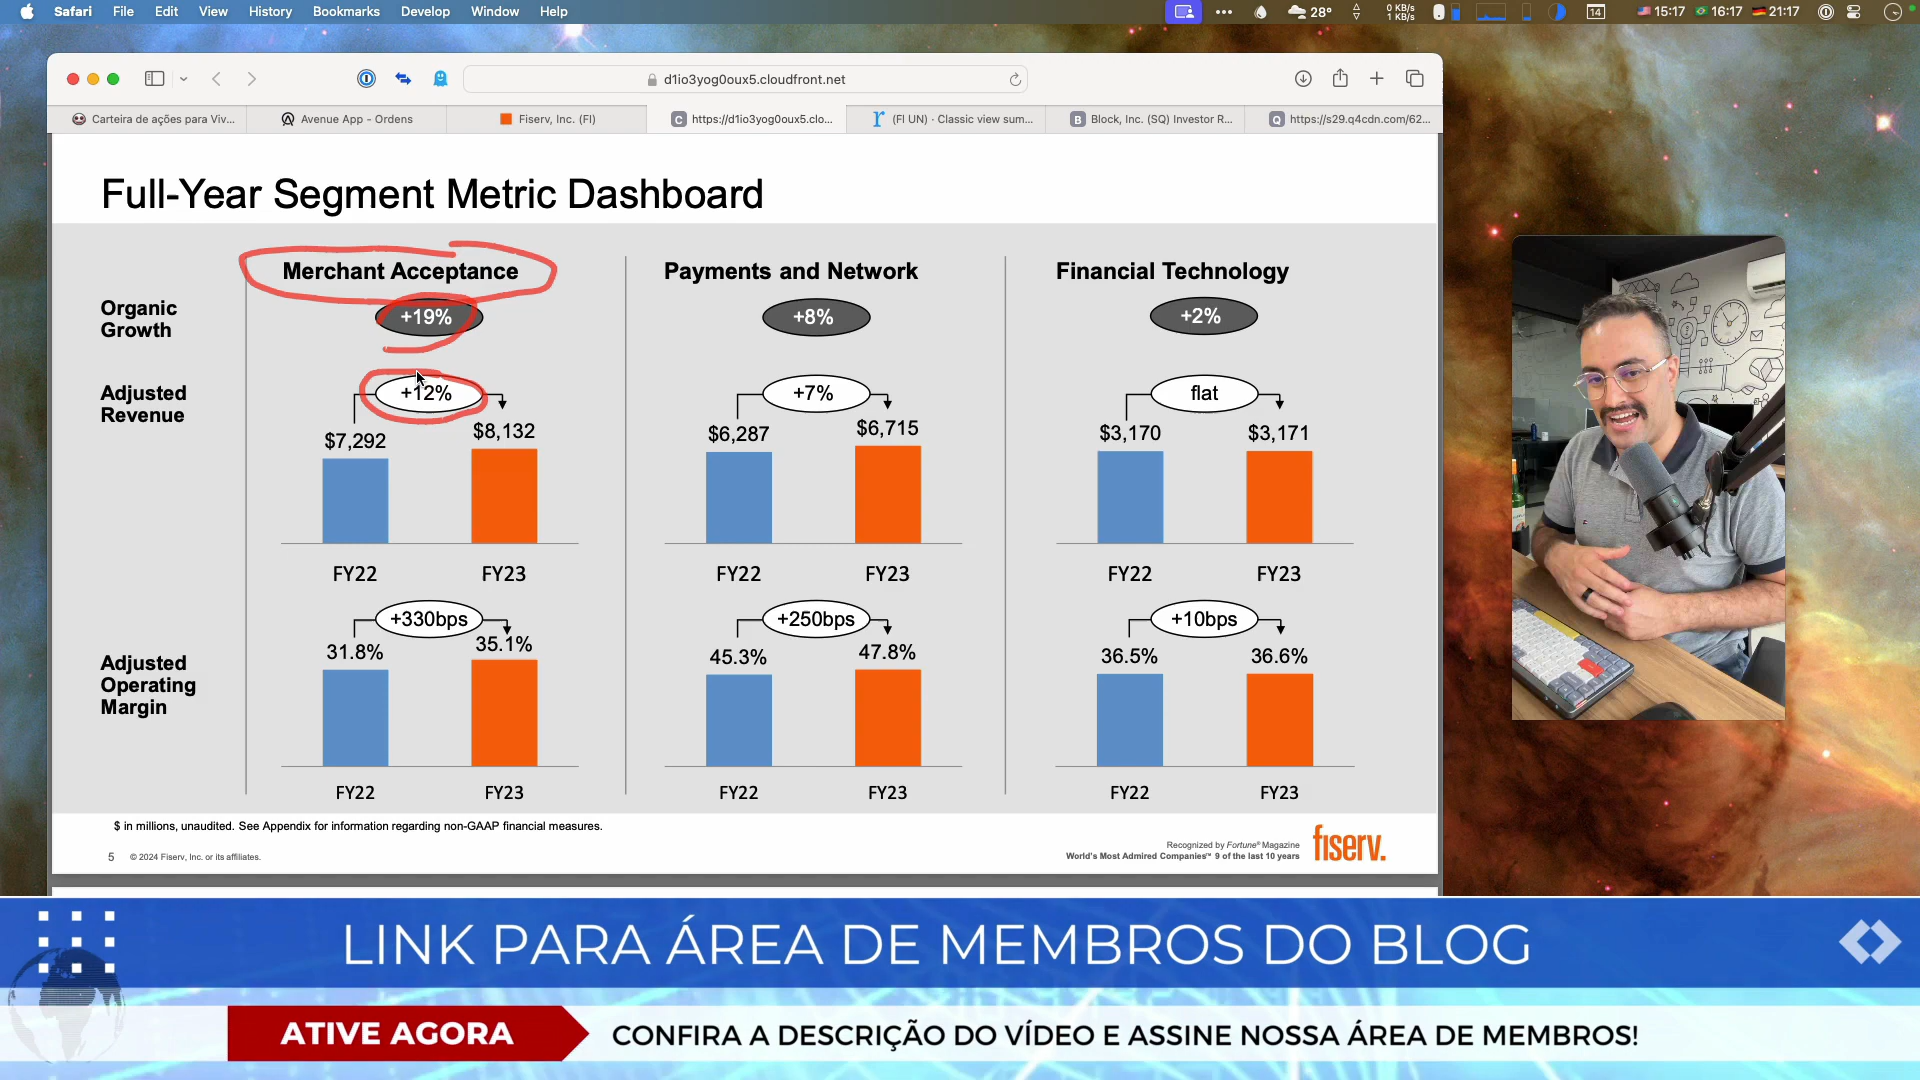 Safari File Edit View History Bookmarks Develop Window Help
28° 0 KB/s 1 KB/s 14 15:17 16:17 21:17
d1io3yog0oux5.cloudfront.net
Carteira de ações para Viv... Avenue App - Ordens Fiserv, Inc. (FI) https://d1io3yog0oux5.clo... (FI UN) · Classic view sum... Block, Inc. (SQ) Investor R... https://s29.q4cdn.com/62...
Full-Year Segment Metric Dashboard
Merchant Acceptance Payments and Network Financial Technology
Organic
Growth
+19% +8% +2%
Adjusted
Revenue
+12% +7% flat
$7,292 $8,132 $6,287 $6,715 $3,170 $3,171
FY22 FY23 FY22 FY23 FY22 FY23
+330bps +250bps +10bps
31.8% 35.1% 45.3% 47.8% 36.5% 36.6%
Adjusted
Operating
Margin
FY22 FY23 FY22 FY23 FY22 FY23
$ in millions, unaudited. See Appendix for information regarding non-GAAP financial measures.
5 © 2024 Fiserv, Inc. or its affiliates.
Recognized by Fortune® Magazine
World's Most Admired Companies™ 9 of the last 10 years
fiserv.
LINK PARA ÁREA DE MEMBROS DO BLOG
ATIVE AGORA CONFIRA A DESCRIÇÃO DO VÍDEO E ASSINE NOSSA ÁREA DE MEMBROS!